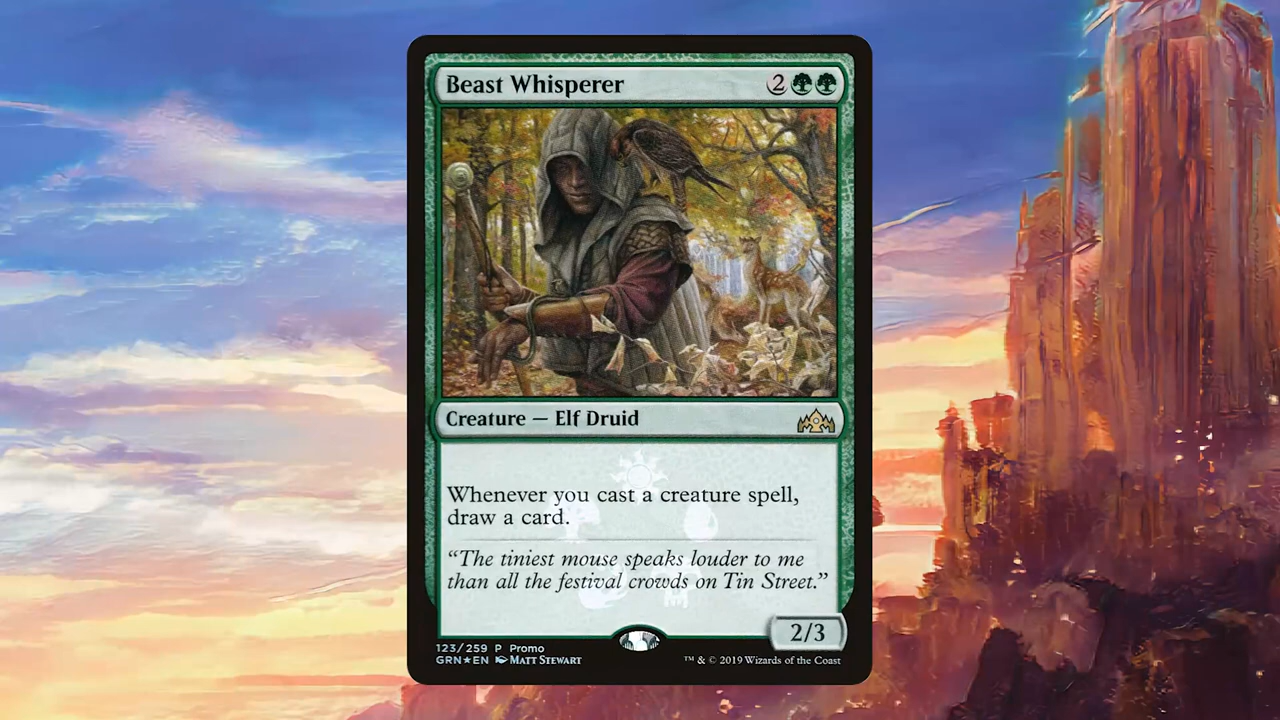 Beast Whisperer 2
Creature — Elf Druid
Whenever you cast a creature spell,
draw a card.
“The tiniest mouse speaks louder to me
than all the festival crowds on Tin Street.”
2/3
123/259 P Promo
GRN★EN Matt Stewart
™ & © 2019 Wizards of the Coast